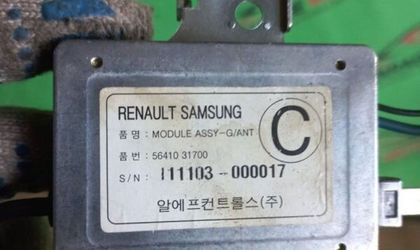 RENAULT SAMSUNG
품 명 : MODULE ASSY-G/ANT
품 번 : 56410 31700
S / N : 111103 - 000017
알에프컨트롤스(주)
C